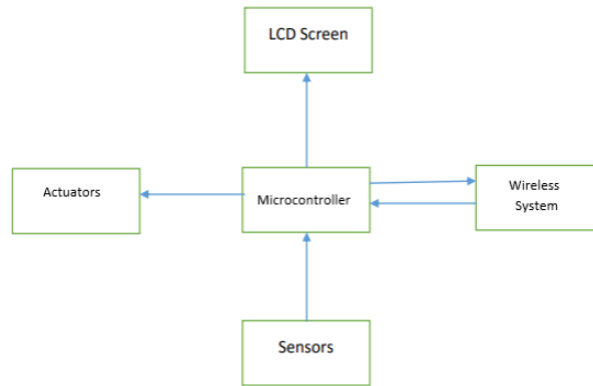 LCD Screen
Actuators
Microcontroller
Wireless
System
Sensors